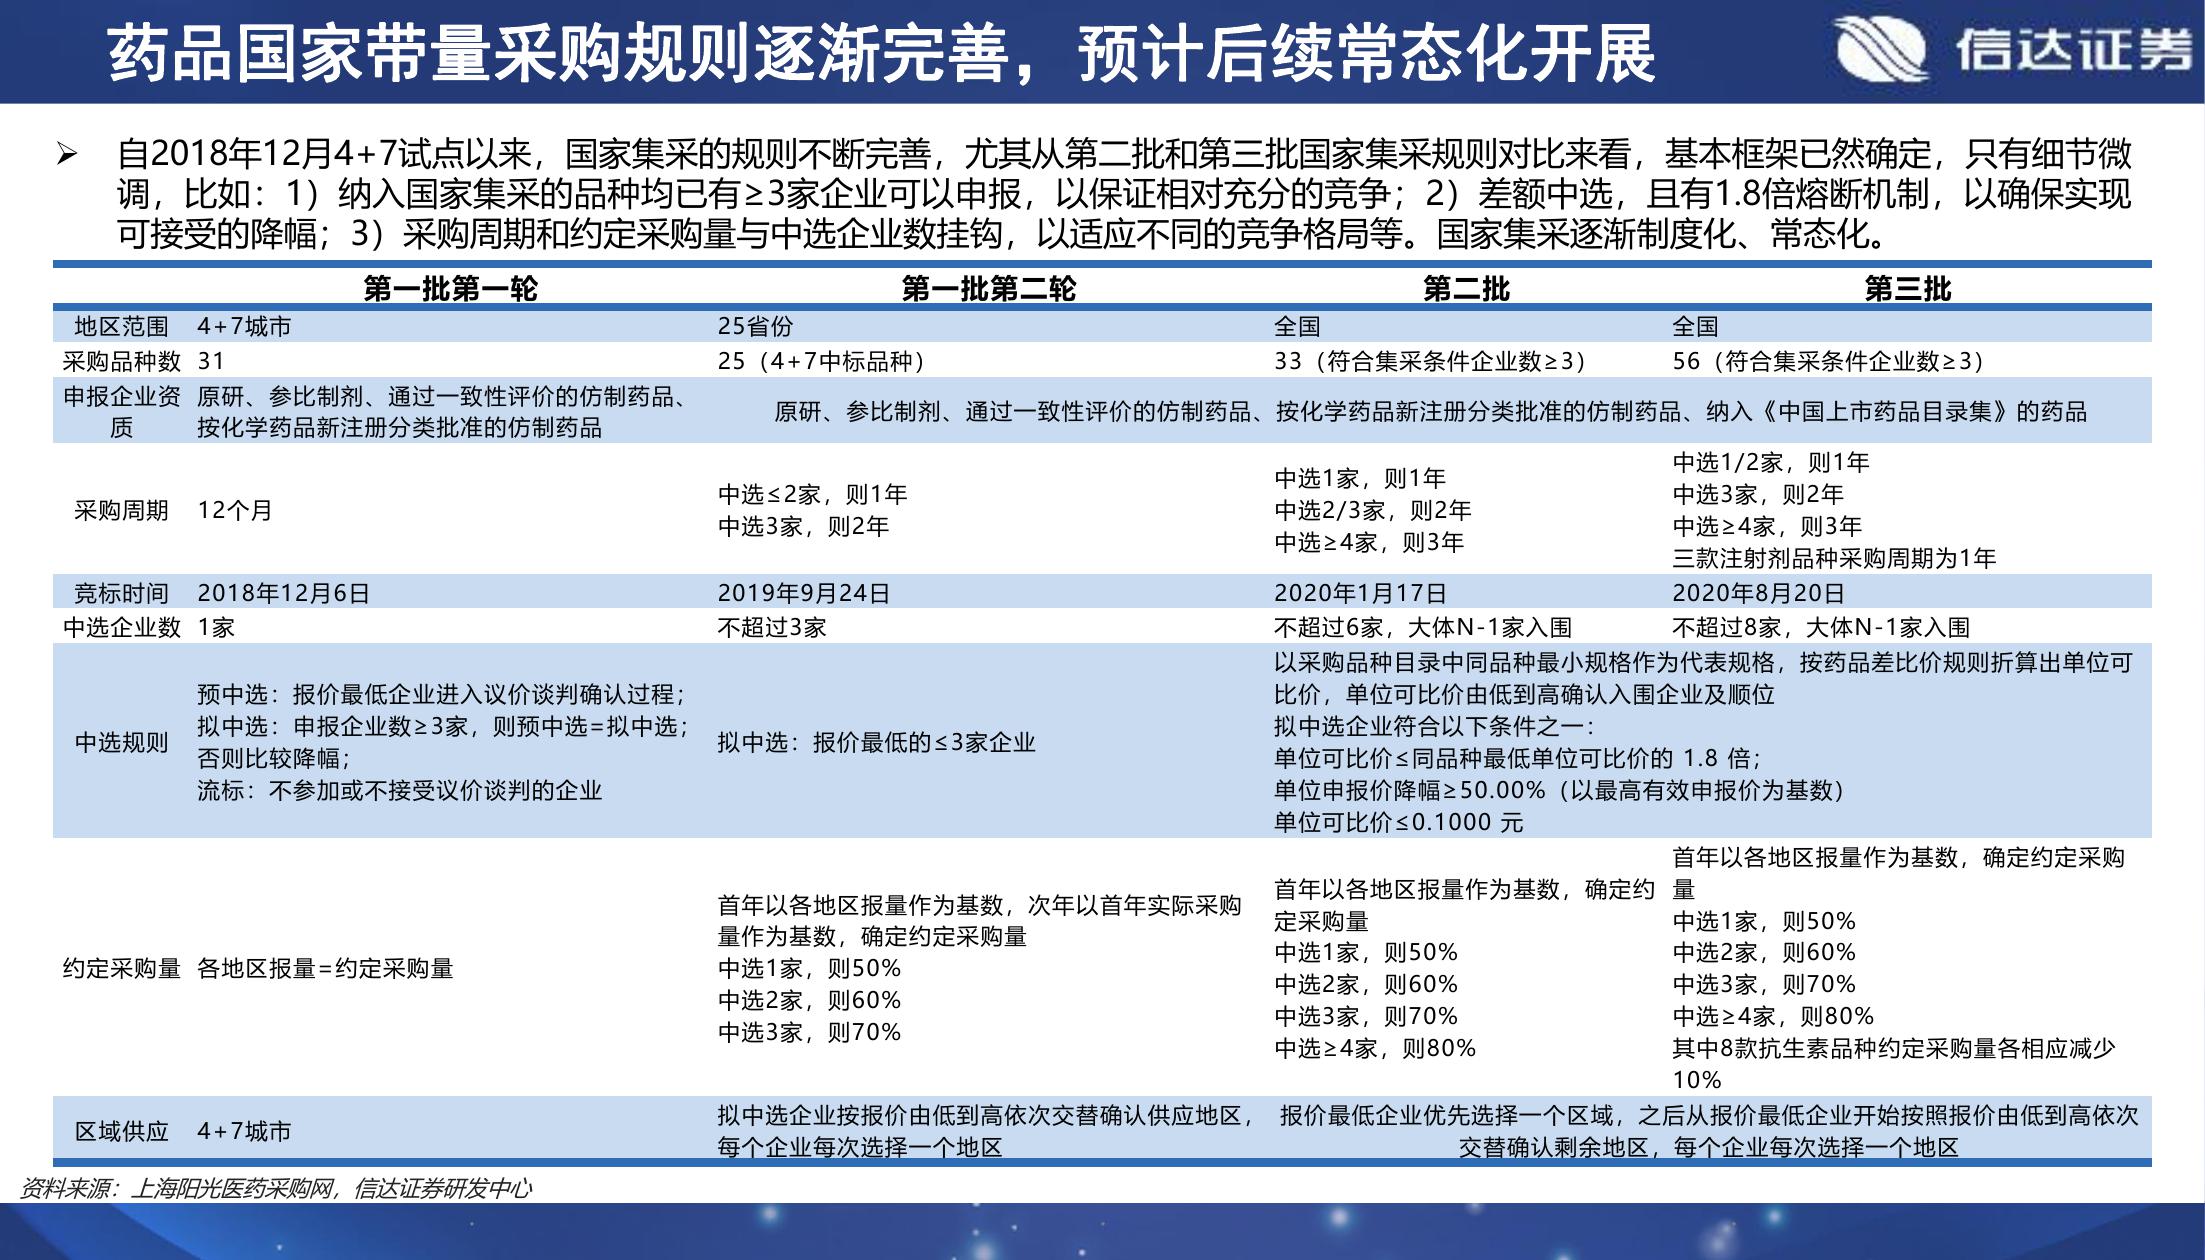 药品国家带量采购规则逐渐完善，预计后续常态化开展
信达证券
➢ 自2018年12月4+7试点以来，国家集采的规则不断完善，尤其从第二批和第三批国家集采规则对比来看，基本框架已然确定，只有细节微
调，比如：1）纳入国家集采的品种均已有≥3家企业可以申报，以保证相对充分的竞争；2）差额中选，且有1.8倍熔断机制，以确保实现
可接受的降幅；3）采购周期和约定采购量与中选企业数挂钩，以适应不同的竞争格局等。国家集采逐渐制度化、常态化。
第一批第一轮 第一批第二轮 第二批 第三批
地区范围 4+7城市 25省份 全国 全国
采购品种数 31 25（4+7中标品种） 33（符合集采条件企业数≥3） 56（符合集采条件企业数≥3）
申报企业资
质
原研、参比制剂、通过一致性评价的仿制药品、
按化学药品新注册分类批准的仿制药品
原研、参比制剂、通过一致性评价的仿制药品、按化学药品新注册分类批准的仿制药品、纳入《中国上市药品目录集》的药品
采购周期
12个月
中选≤2家，则1年
中选3家，则2年
中选1家，则1年
中选2/3家，则2年
中选≥4家，则3年
中选1/2家，则1年
中选3家，则2年
中选≥4家，则3年
三款注射剂品种采购周期为1年
竞标时间 2018年12月6日 2019年9月24日 2020年1月17日 2020年8月20日
中选企业数 1家 不超过3家 不超过6家，大体N-1家入围 不超过8家，大体N-1家入围
中选规则
预中选：报价最低企业进入议价谈判确认过程；
拟中选：申报企业数≥3家，则预中选=拟中选；
否则比较降幅；
流标：不参加或不接受议价谈判的企业
拟中选：报价最低的≤3家企业
以采购品种目录中同品种最小规格作为代表规格，按药品差比价规则折算出单位可
比价，单位可比价由低到高确认入围企业及顺位
拟中选企业符合以下条件之一：
单位可比价≤同品种最低单位可比价的 1.8 倍；
单位申报价降幅≥50.00%（以最高有效申报价为基数）
单位可比价≤0.1000 元
约定采购量
各地区报量=约定采购量
首年以各地区报量作为基数，次年以首年实际采购
量作为基数，确定约定采购量
中选1家，则50%
中选2家，则60%
中选3家，则70%
首年以各地区报量作为基数，确定约
定采购量
中选1家，则50%
中选2家，则60%
中选3家，则70%
中选≥4家，则80%
首年以各地区报量作为基数，确定约定采购
量
中选1家，则50%
中选2家，则60%
中选3家，则70%
中选≥4家，则80%
其中8款抗生素品种约定采购量各相应减少
10%
区域供应
4+7城市
拟中选企业按报价由低到高依次交替确认供应地区，
每个企业每次选择一个地区
报价最低企业优先选择一个区域，之后从报价最低企业开始按照报价由低到高依次
交替确认剩余地区，每个企业每次选择一个地区
资料来源：上海阳光医药采购网，信达证券研发中心